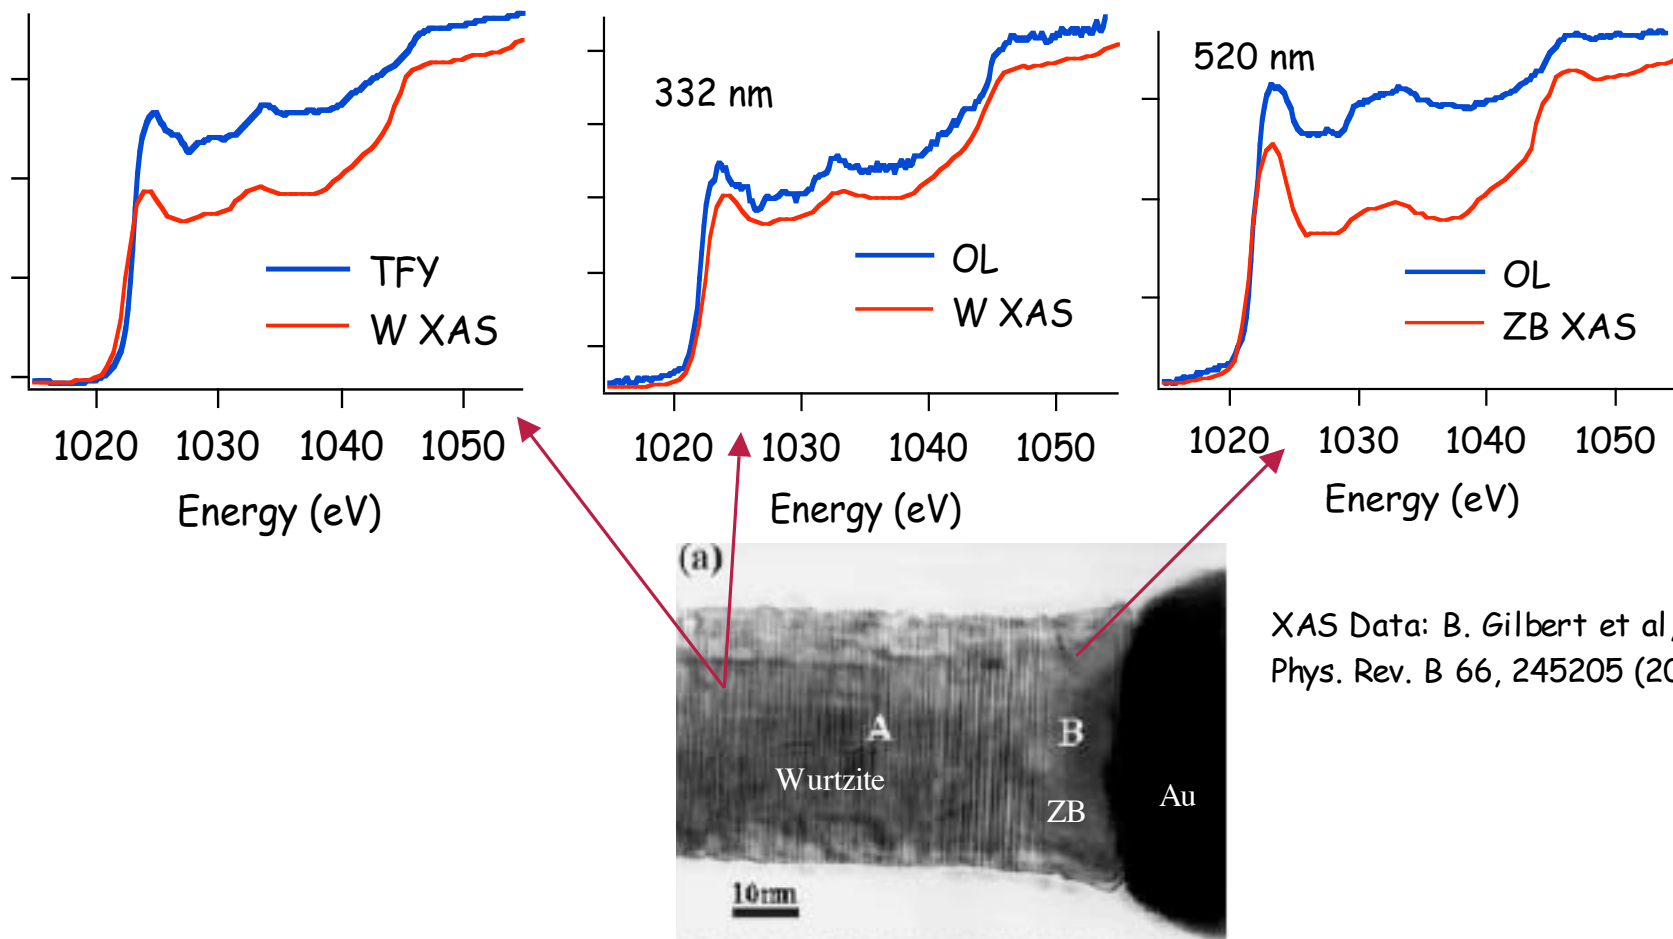 332 nm
520 nm
TFY
W XAS
OL
W XAS
OL
ZB XAS
1020 1030 1040 1050
1020 1030 1040 1050
1020 1030 1040 1050
Energy (eV)
Energy (eV)
Energy (eV)
(a)
A
Wurtzite
B
ZB
Au
10nm
XAS Data: B. Gilbert et al,
Phys. Rev. B 66, 245205 (20